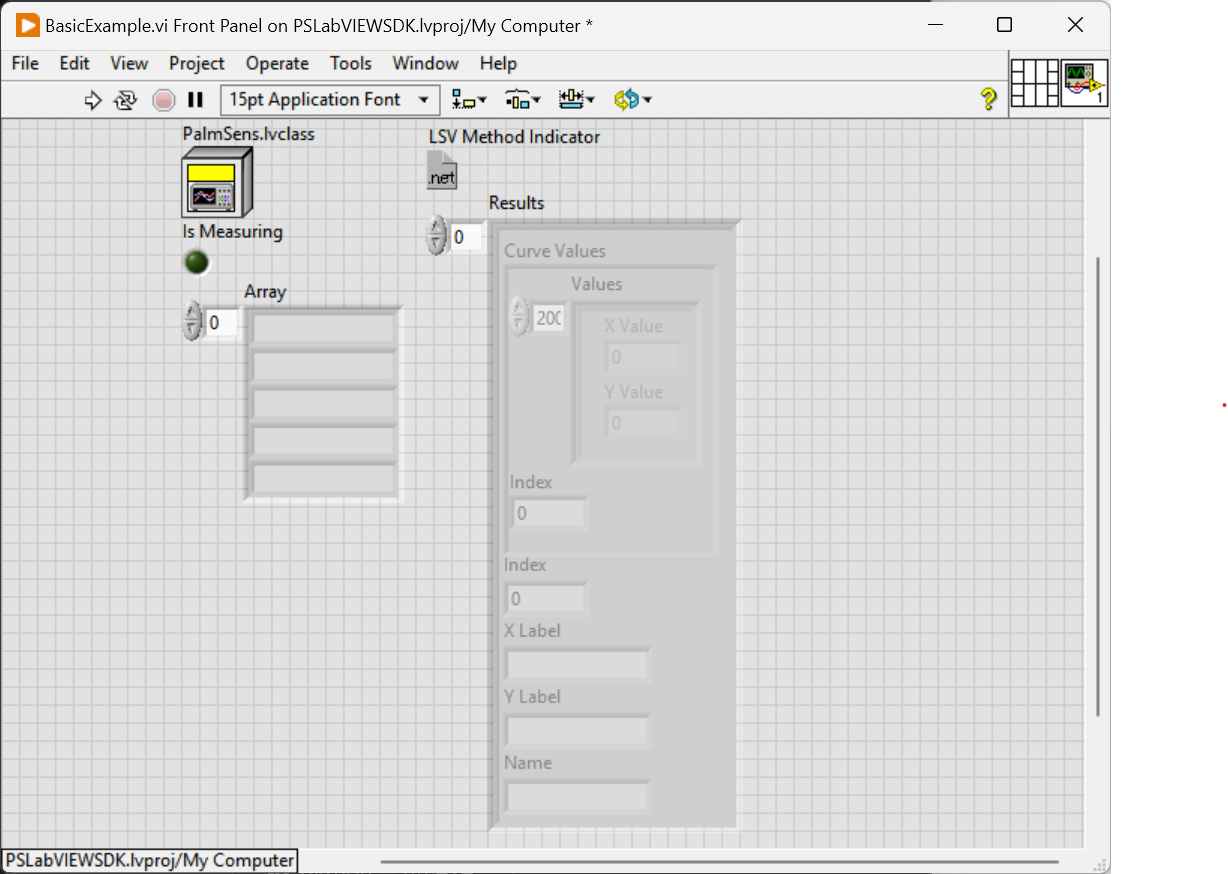 BasicExample.vi Front Panel on PSLabVIEWSDK.lvproj/My Computer *
File Edit View Project Operate Tools Window Help
15pt Application Font
1
PalmSens.lvclass
LSV Method Indicator
.net
Results
Is Measuring
0
Curve Values
Array
Values
0
200
X Value
0
Y Value
0
Index
0
Index
0
X Label
Y Label
Name
PSLabVIEWSDK.lvproj/My Computer